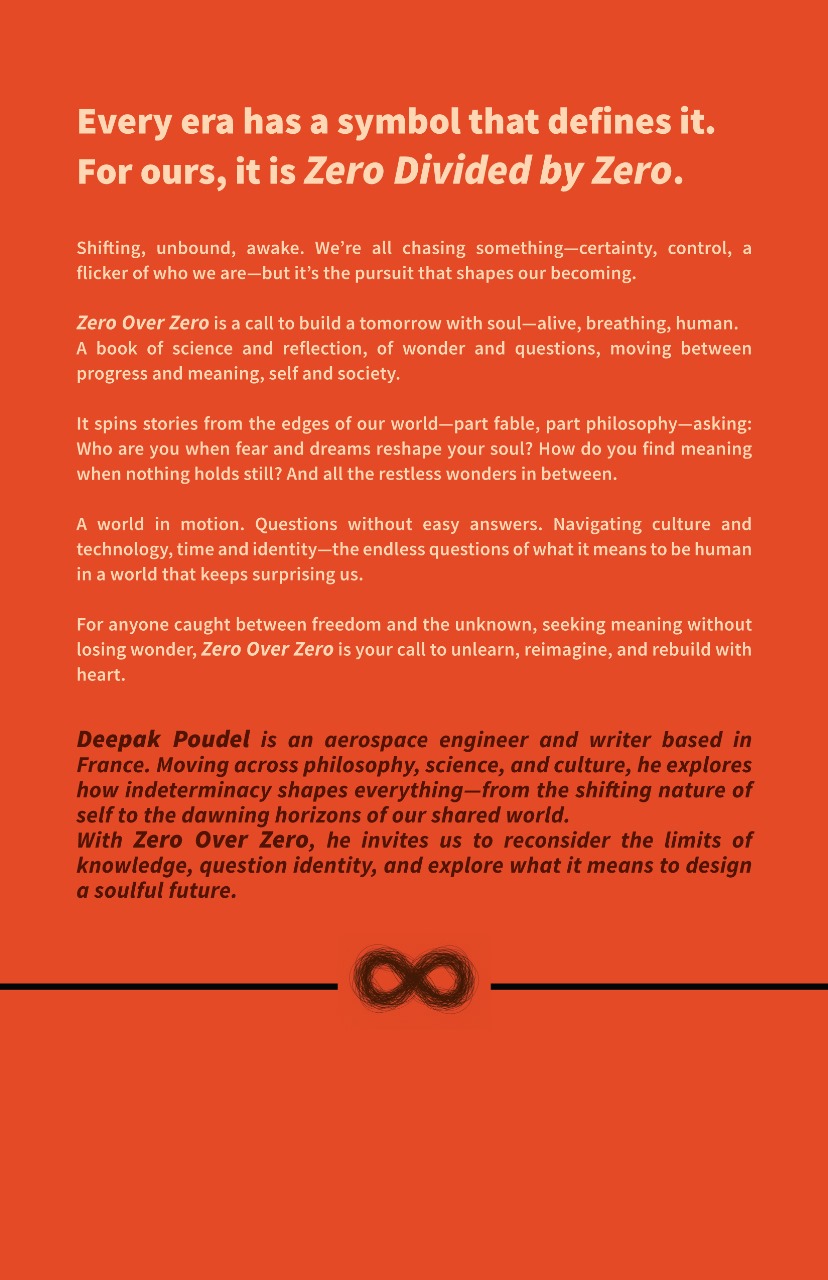 Every era has a symbol that defines it.
For ours, it is Zero Divided by Zero.
Shifting, unbound, awake. We’re all chasing something—certainty, control, a
flicker of who we are—but it’s the pursuit that shapes our becoming.
Zero Over Zero is a call to build a tomorrow with soul—alive, breathing, human.
A book of science and reflection, of wonder and questions, moving between
progress and meaning, self and society.
It spins stories from the edges of our world—part fable, part philosophy—asking:
Who are you when fear and dreams reshape your soul? How do you find meaning
when nothing holds still? And all the restless wonders in between.
A world in motion. Questions without easy answers. Navigating culture and
technology, time and identity—the endless questions of what it means to be human
in a world that keeps surprising us.
For anyone caught between freedom and the unknown, seeking meaning without
losing wonder, Zero Over Zero is your call to unlearn, reimagine, and rebuild with
heart.
Deepak Poudel is an aerospace engineer and writer based in
France. Moving across philosophy, science, and culture, he explores
how indeterminacy shapes everything—from the shifting nature of
self to the dawning horizons of our shared world.
With Zero Over Zero, he invites us to reconsider the limits of
knowledge, question identity, and explore what it means to design
a soulful future.